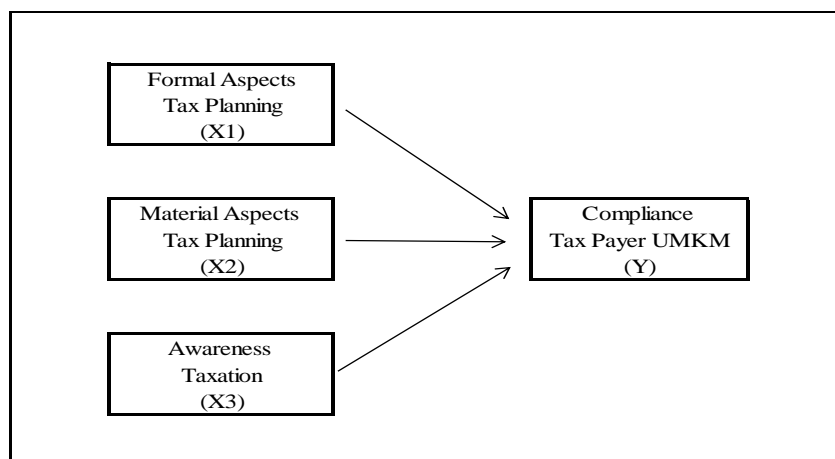 Formal Aspects
Tax Planning
(X1)
Material Aspects
Tax Planning
(X2)
Awareness
Taxation
(X3)
Compliance
Tax Payer UMKM
(Y)